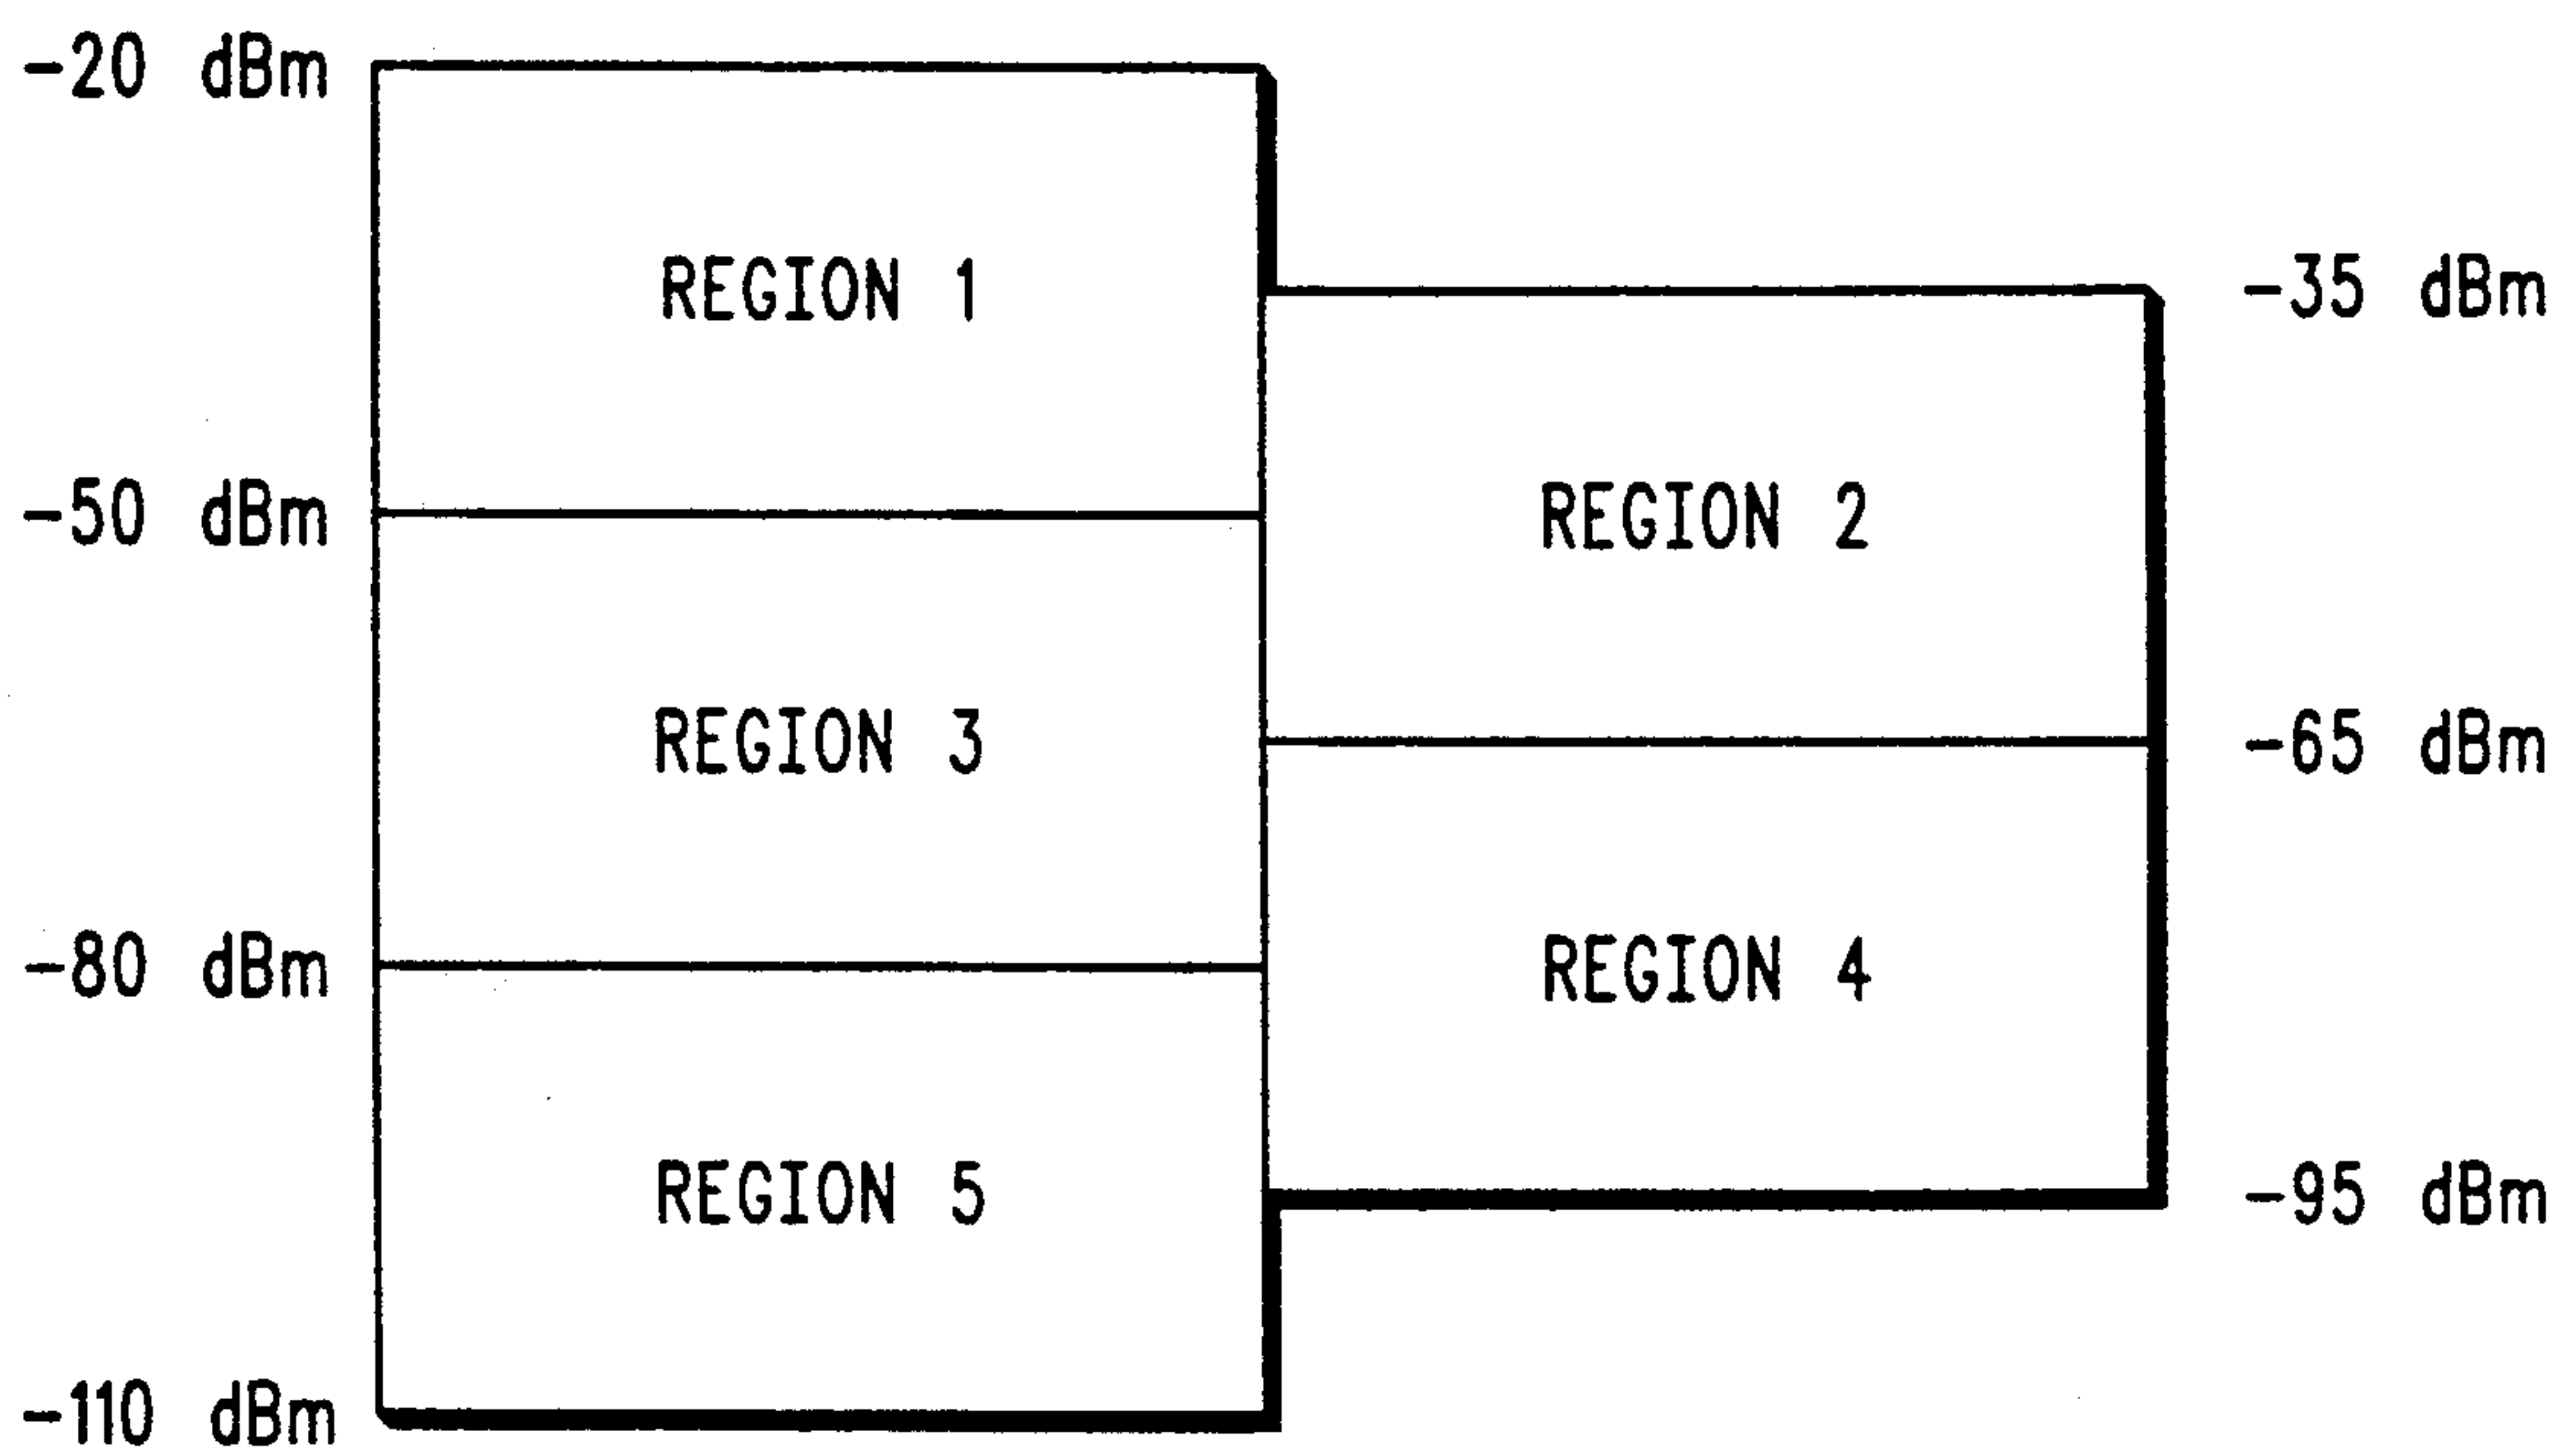 -20 dBm
REGION 1
-35 dBm
-50 dBm
REGION 2
REGION 3
-65 dBm
-80 dBm
REGION 4
REGION 5
-95 dBm
-110 dBm